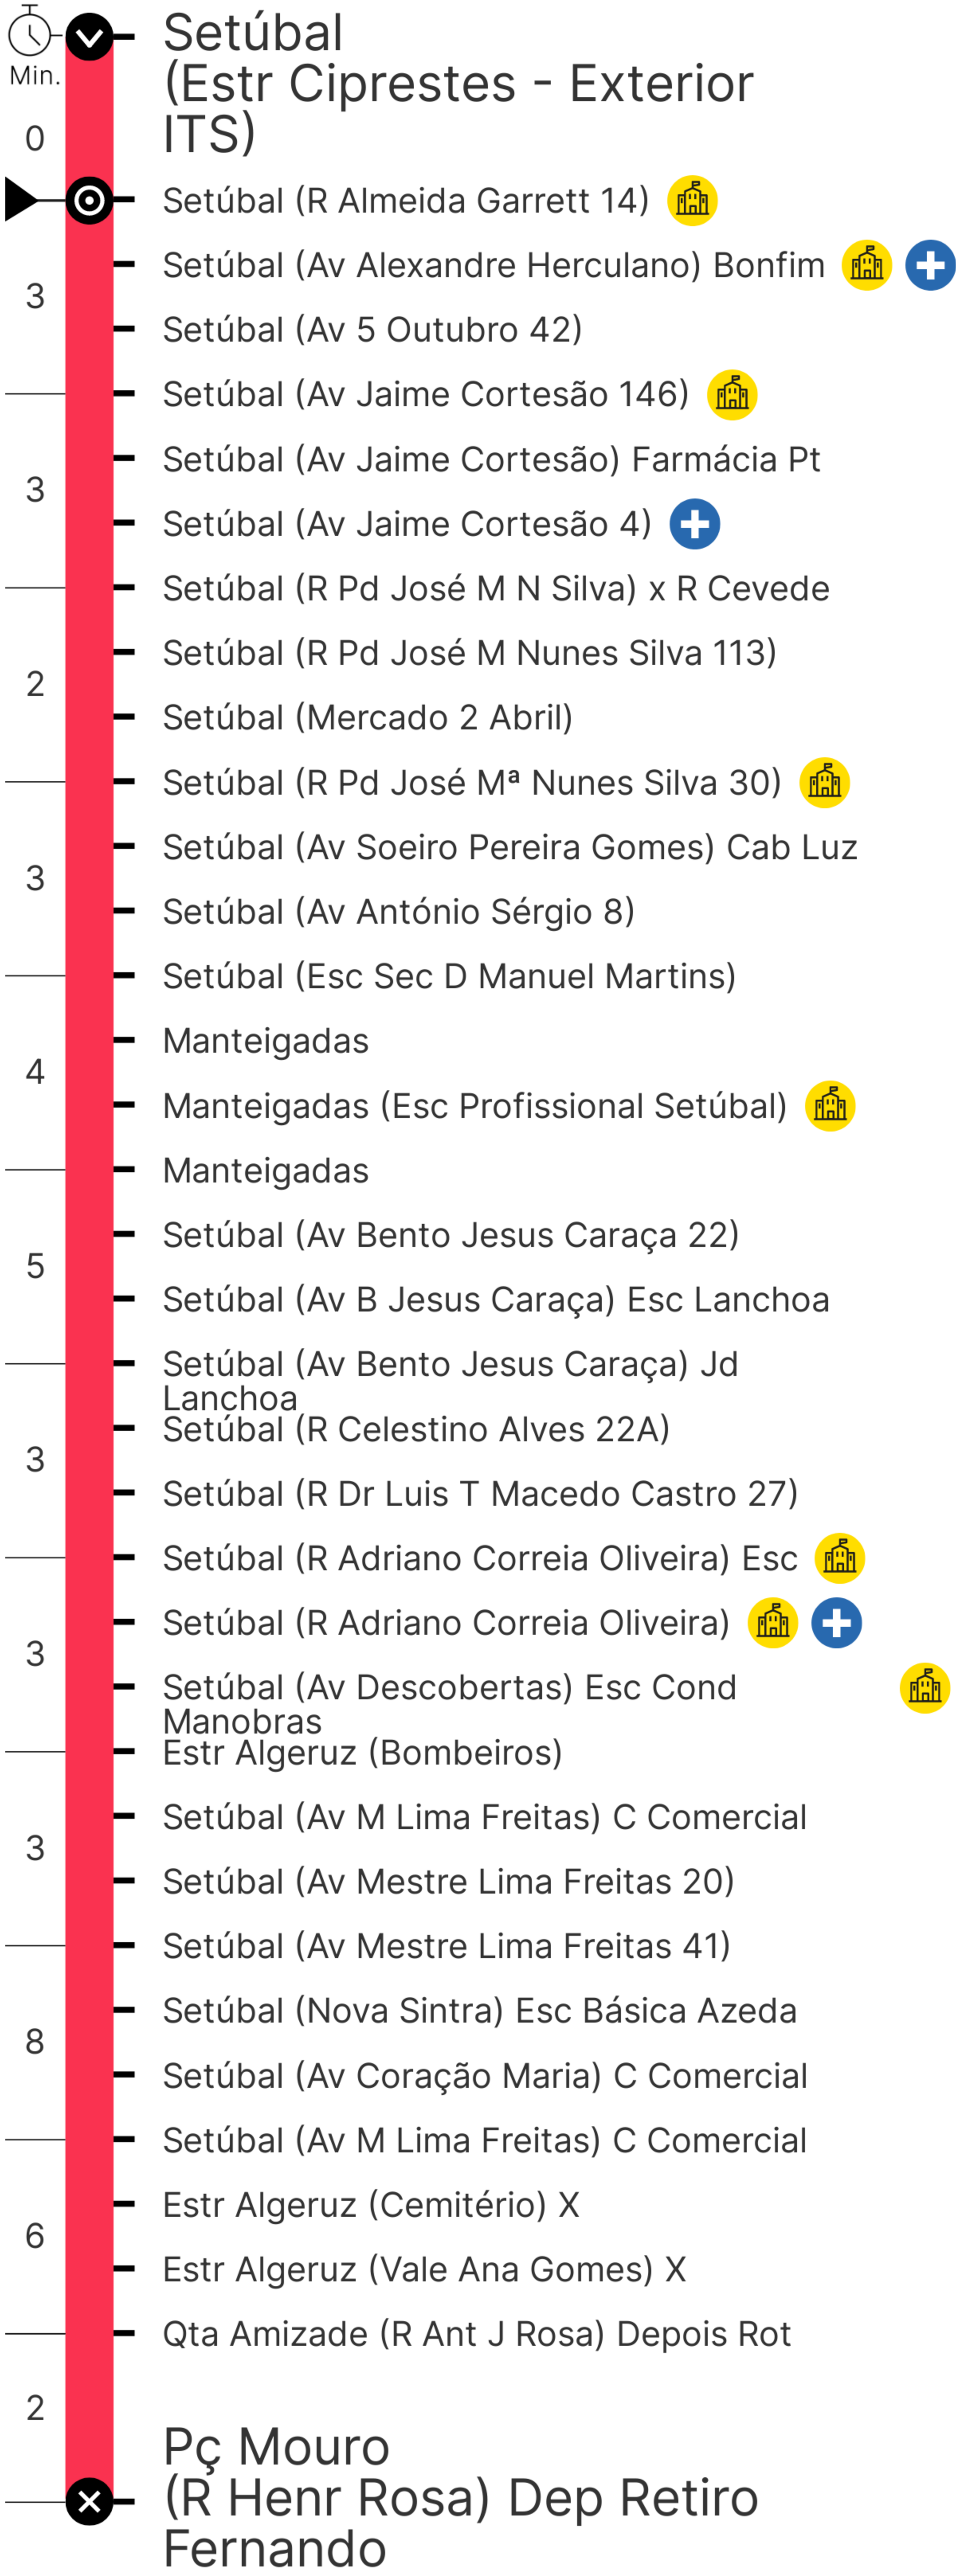 Min.
Setúbal
(Estr Ciprestes - Exterior
ITS)
0
Setúbal (R Almeida Garrett 14)
Setúbal (Av Alexandre Herculano) Bonfim
3
Setúbal (Av 5 Outubro 42)
Setúbal (Av Jaime Cortesão 146)
Setúbal (Av Jaime Cortesão) Farmácia Pt
3
Setúbal (Av Jaime Cortesão 4)
Setúbal (R Pd José M N Silva) x R Cevede
Setúbal (R Pd José M Nunes Silva 113)
2
Setúbal (Mercado 2 Abril)
Setúbal (R Pd José Mª Nunes Silva 30)
Setúbal (Av Soeiro Pereira Gomes) Cab Luz
3
Setúbal (Av António Sérgio 8)
Setúbal (Esc Sec D Manuel Martins)
Manteigadas
4
Manteigadas (Esc Profissional Setúbal)
Manteigadas
Setúbal (Av Bento Jesus Caraça 22)
5
Setúbal (Av B Jesus Caraça) Esc Lanchoa
Setúbal (Av Bento Jesus Caraça) Jd
Lanchoa
Setúbal (R Celestino Alves 22A)
3
Setúbal (R Dr Luis T Macedo Castro 27)
Setúbal (R Adriano Correia Oliveira) Esc
Setúbal (R Adriano Correia Oliveira)
3
Setúbal (Av Descobertas) Esc Cond
Manobras
Estr Algeruz (Bombeiros)
Setúbal (Av M Lima Freitas) C Comercial
3
Setúbal (Av Mestre Lima Freitas 20)
Setúbal (Av Mestre Lima Freitas 41)
Setúbal (Nova Sintra) Esc Básica Azeda
8
Setúbal (Av Coração Maria) C Comercial
Setúbal (Av M Lima Freitas) C Comercial
Estr Algeruz (Cemitério) X
6
Estr Algeruz (Vale Ana Gomes) X
Qta Amizade (R Ant J Rosa) Depois Rot
2
Pç Mouro
(R Henr Rosa) Dep Retiro
Fernando